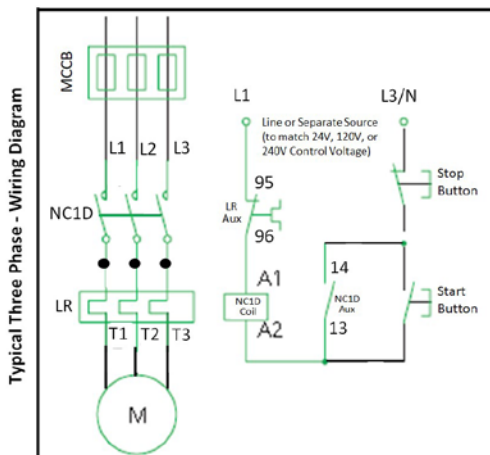 Typical Three Phase - Wiring Diagram
MCCB
L1 L2 L3
NC1D
LR
T1 T2 T3
M
L1
L3/N
Line or Separate Source
(to match 24V, 120V, or
240V Control Voltage)
95
LR
Aux
96
A1
NC1D
Coil
A2
Stop
Button
14
NC1D
Aux
13
Start
Button